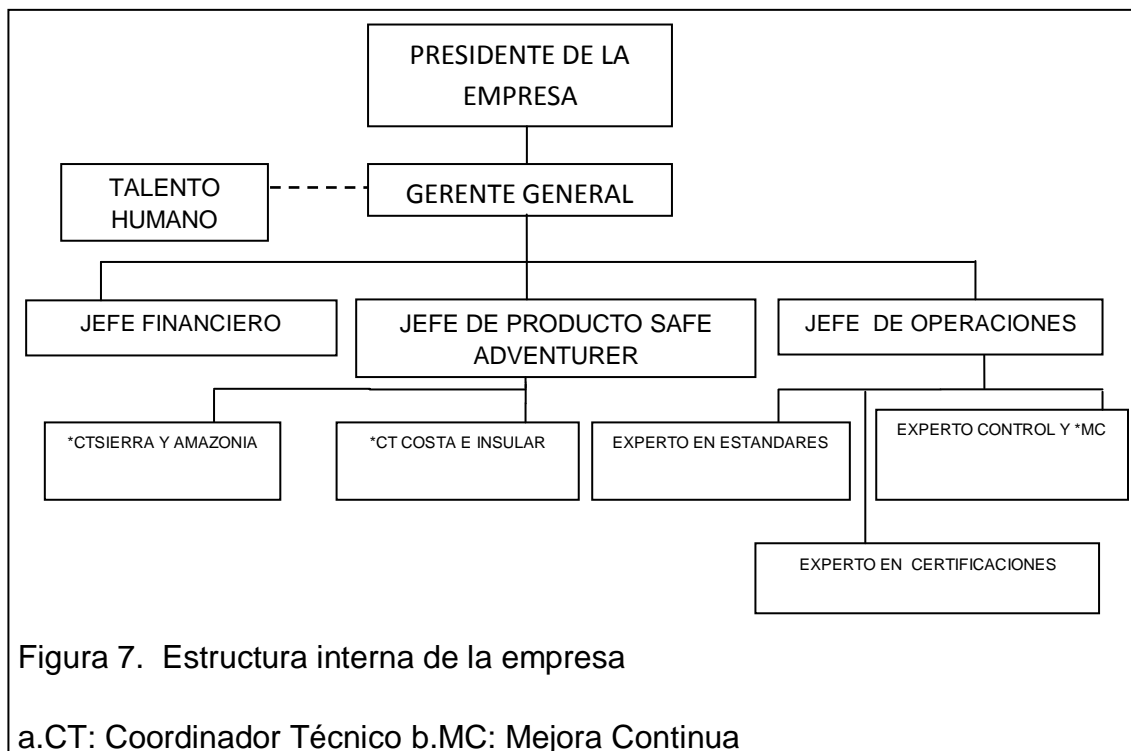 PRESIDENTE DE LA
EMPRESA
TALENTO
HUMANO
GERENTE GENERAL
JEFE FINANCIERO
JEFE DE PRODUCTO SAFE
ADVENTURER
JEFE DE OPERACIONES
*CTSIERRA Y AMAZONIA
*CT COSTA E INSULAR
EXPERTO EN ESTANDARES
EXPERTO CONTROL Y *MC
EXPERTO EN CERTIFICACIONES
Figura 7. Estructura interna de la empresa
a.CT: Coordinador Técnico b.MC: Mejora Continua